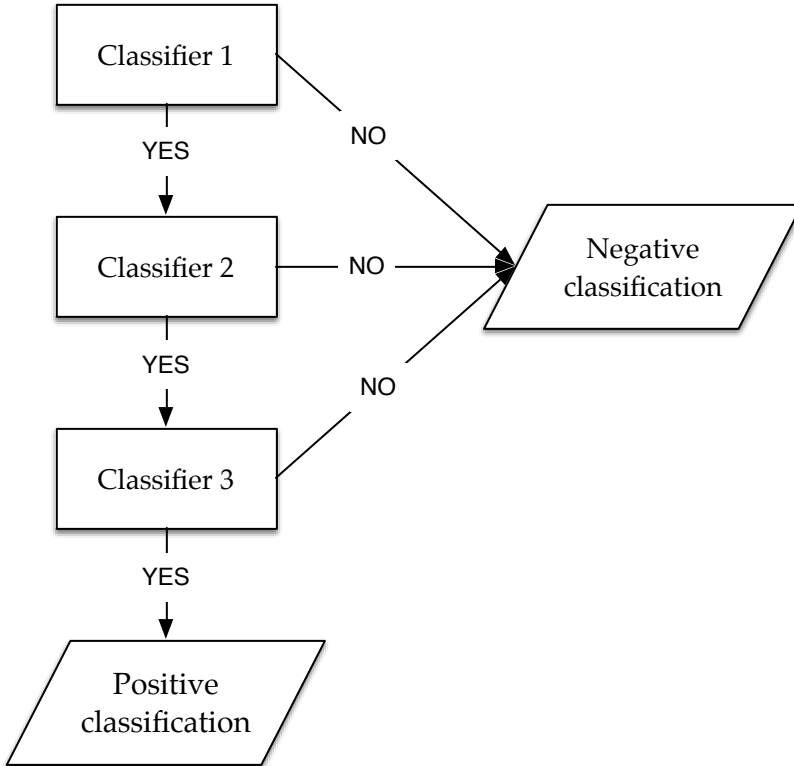 Classifier 1
NO
YES
Classifier 2
NO
Negative
classification
YES
NO
Classifier 3
YES
Positive
classification